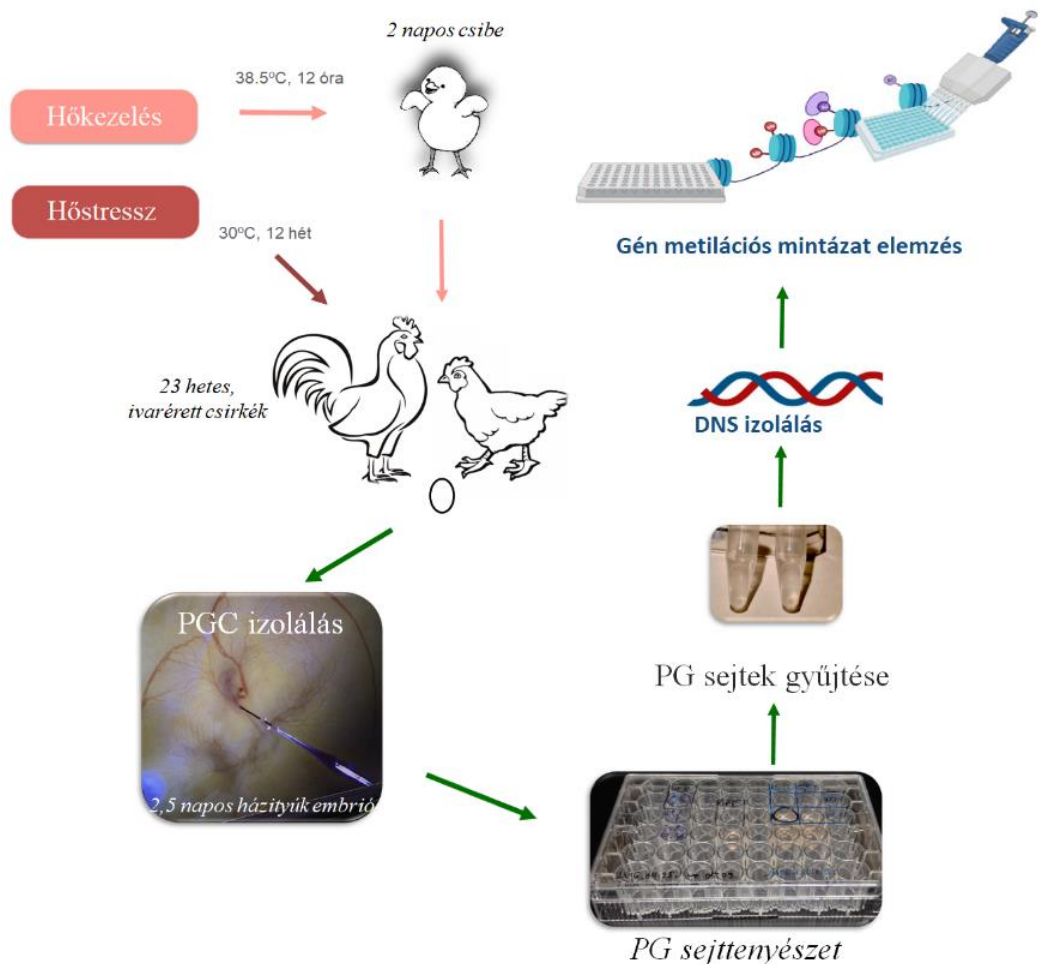 2 napos csibe
38.5ºC, 12 óra
Hőkezelés
Hőstressz
30ºC, 12 hét
Gén metilációs mintázat elemzés
23 hetes,
ivarérett csirkék
DNS izolálás
PGC izolálás
2,5 napos házityúk embrió
PG sejtek gyűjtése
PG sejttenyészet